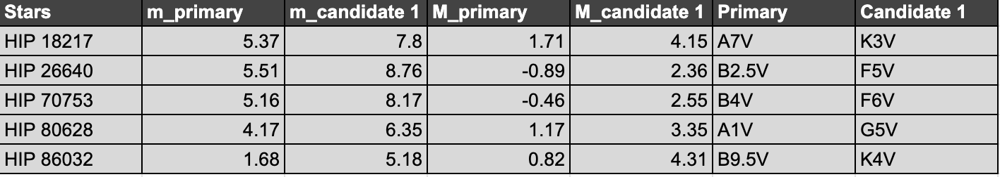 Stars m_primary m_candidate 1 M_primary M_candidate 1 Primary Candidate 1
HIP 18217 5.37 7.8 1.71 4.15 A7V K3V
HIP 26640 5.51 8.76 -0.89 2.36 B2.5V F5V
HIP 70753 5.16 8.17 -0.46 2.55 B4V F6V
HIP 80628 4.17 6.35 1.17 3.35 A1V G5V
HIP 86032 1.68 5.18 0.82 4.31 B9.5V K4V